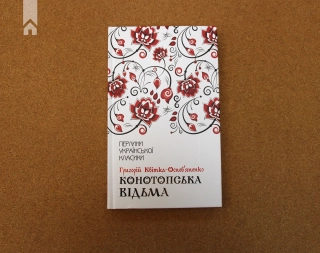 ПЕРЛИНИ
УКРАЇНСЬКОЇ
КЛАСИКИ
Григорій Квітка-Основ'яненко
КОНОТОПСЬКА
ВІДЬМА